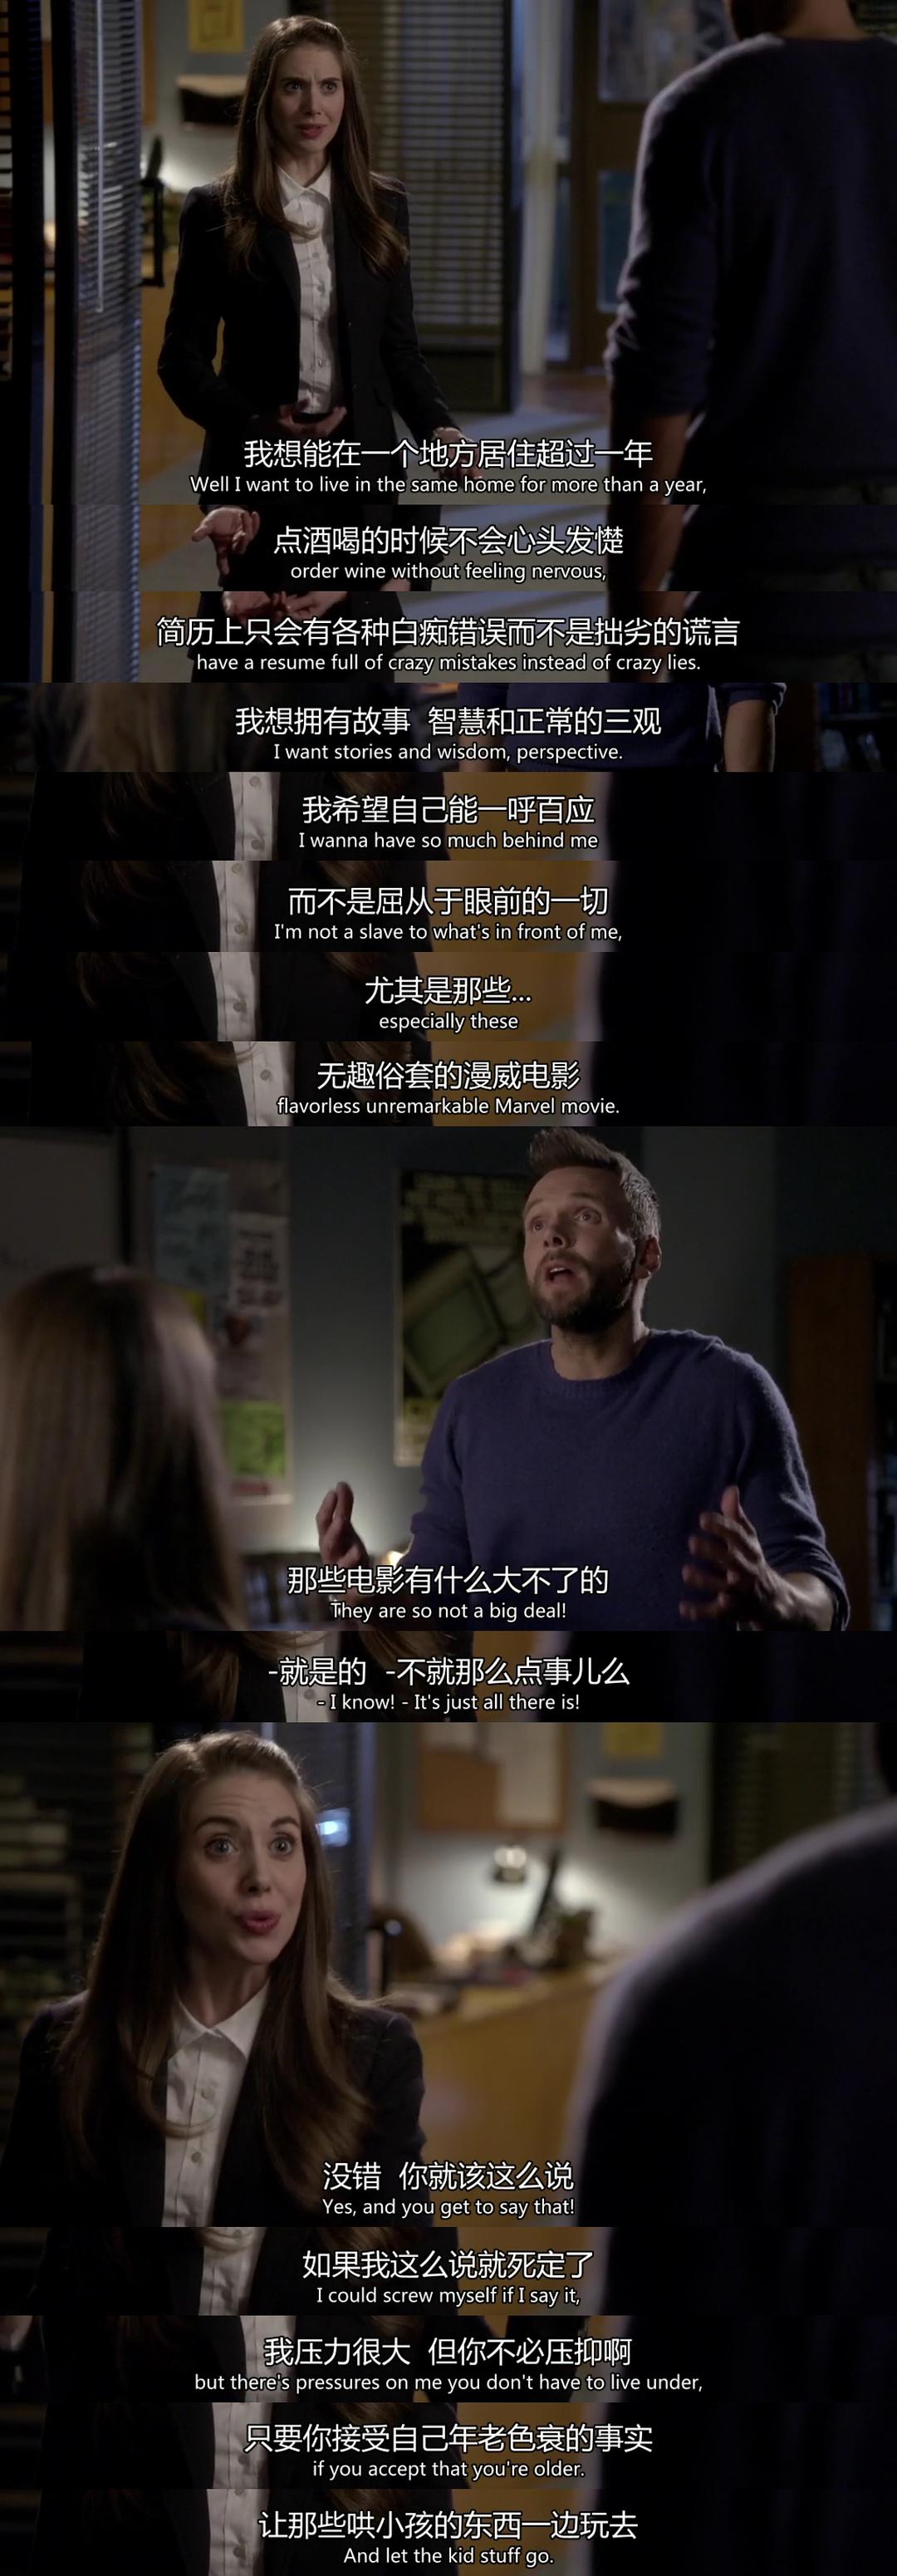 我想能在一个地方居住超过一年
Well I want to live in the same home for more than a year,
点酒喝的时候不会心头发憷
order wine without feeling nervous,
简历上只会有各种白痴错误而不是拙劣的谎言
have a resume full of crazy mistakes instead of crazy lies.
我想拥有故事 智慧和正常的三观
I want stories and wisdom, perspective.
我希望自己能一呼百应
I wanna have so much behind me
而不是屈从于眼前的一切
I'm not a slave to what's in front of me,
尤其是那些...
especially these
无趣俗套的漫威电影
flavorless unremarkable Marvel movie.
那些电影有什么大不了的
They are so not a big deal!
-就是的 -不就那么点事儿么
- I know! - It's just all there is!
没错 你就该这么说
Yes, and you get to say that!
如果我这么说就死定了
I could screw myself if I say it,
我压力很大 但你不必压抑啊
but there's pressures on me you don't have to live under,
只要你接受自己年老色衰的事实
if you accept that you're older.
让那些哄小孩的东西一边玩去
And let the kid stuff go.